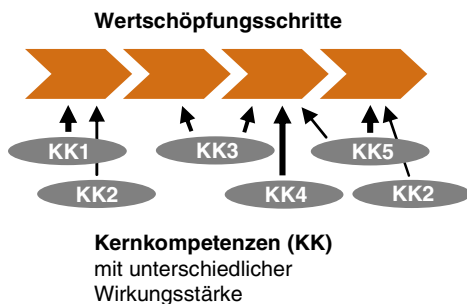 Wertschöpfungsschritte
KK1
KK3
KK5
KK2
KK4
KK2
Kernkompetenzen (KK)
mit unterschiedlicher
Wirkungsstärke